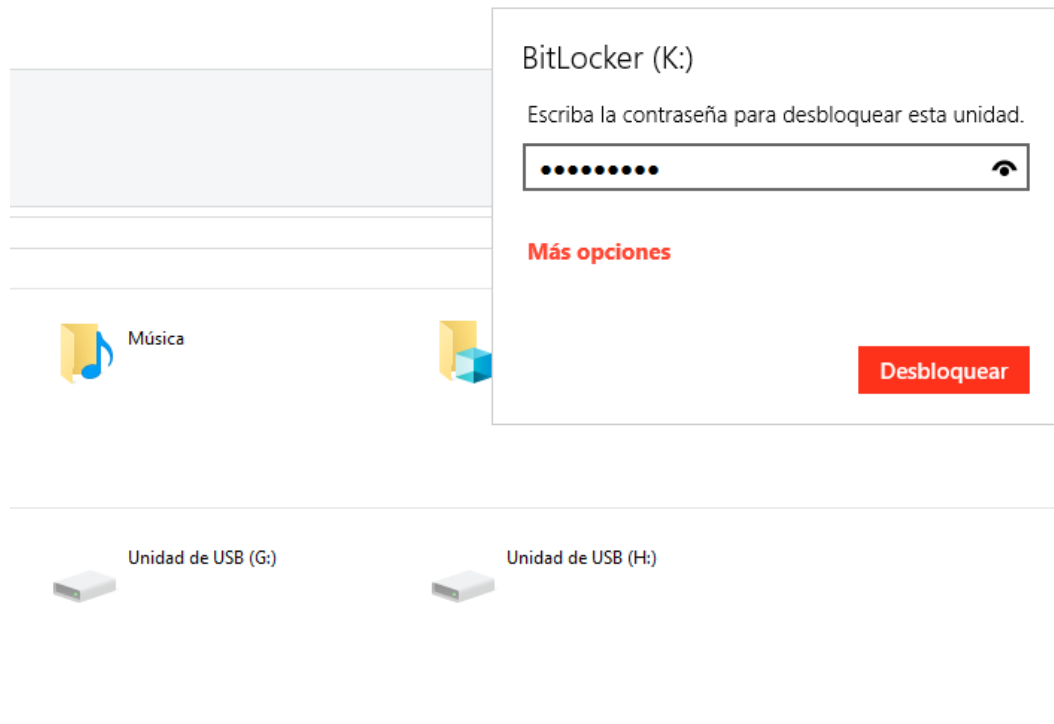 BitLocker (K:)
Escriba la contraseña para desbloquear esta unidad.
•••••••••
Más opciones
Desbloquear
Música
Unidad de USB (G:)
Unidad de USB (H:)